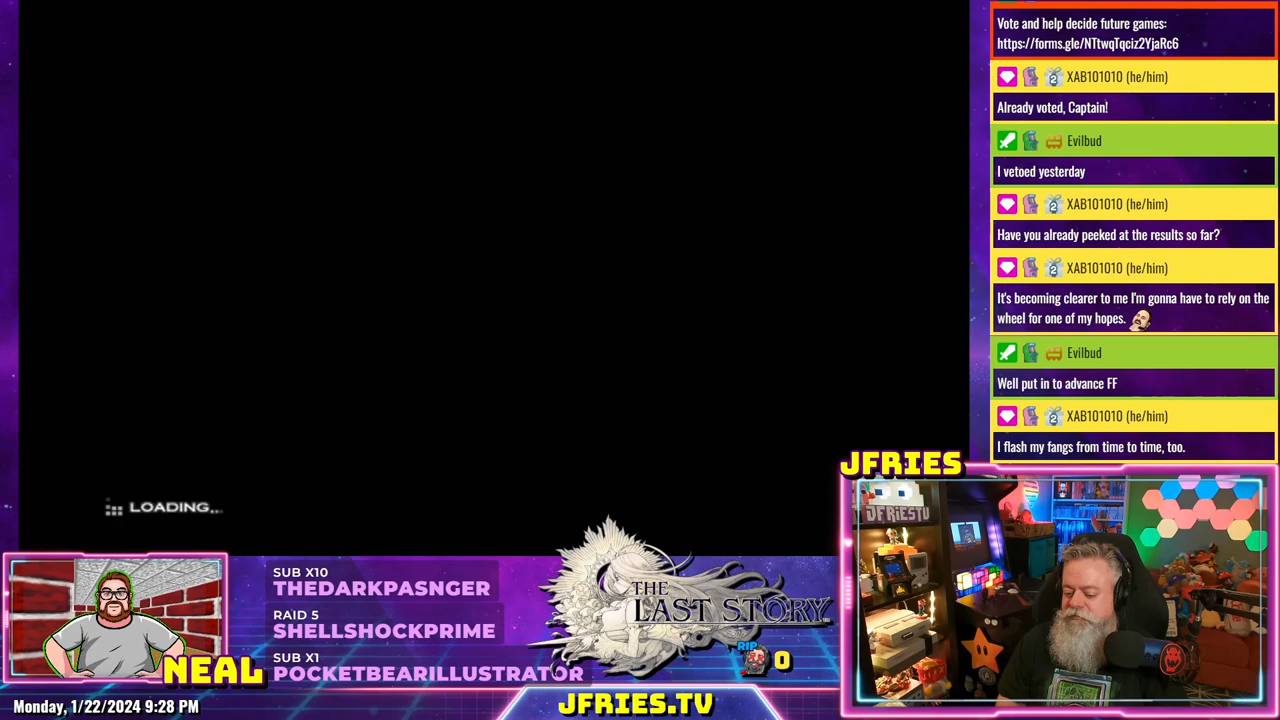 Vote and help decide future games:
https://forms.gle/NTtwqTqciz2YjaRc6
2 XAB101010 (he/him)
Already voted, Captain!
Evilbud
I vetoed yesterday
2 XAB101010 (he/him)
Have you already peeked at the results so far?
2 XAB101010 (he/him)
It's becoming clearer to me I'm gonna have to rely on the
wheel for one of my hopes.
Evilbud
Well put in to advance FF
2 XAB101010 (he/him)
I flash my fangs from time to time, too.
LOADING...
JFRIES
JFRIESTV
SUB X10
THEDARKPASNGER
RAID 5
SHELLSHOCKPRIME
SUB X1
POCKETBEARILLUSTRATOR
NEAL
THE
LAST STORY
RIP
0
JFRIES.TV
Monday, 1/22/2024 9:28 PM